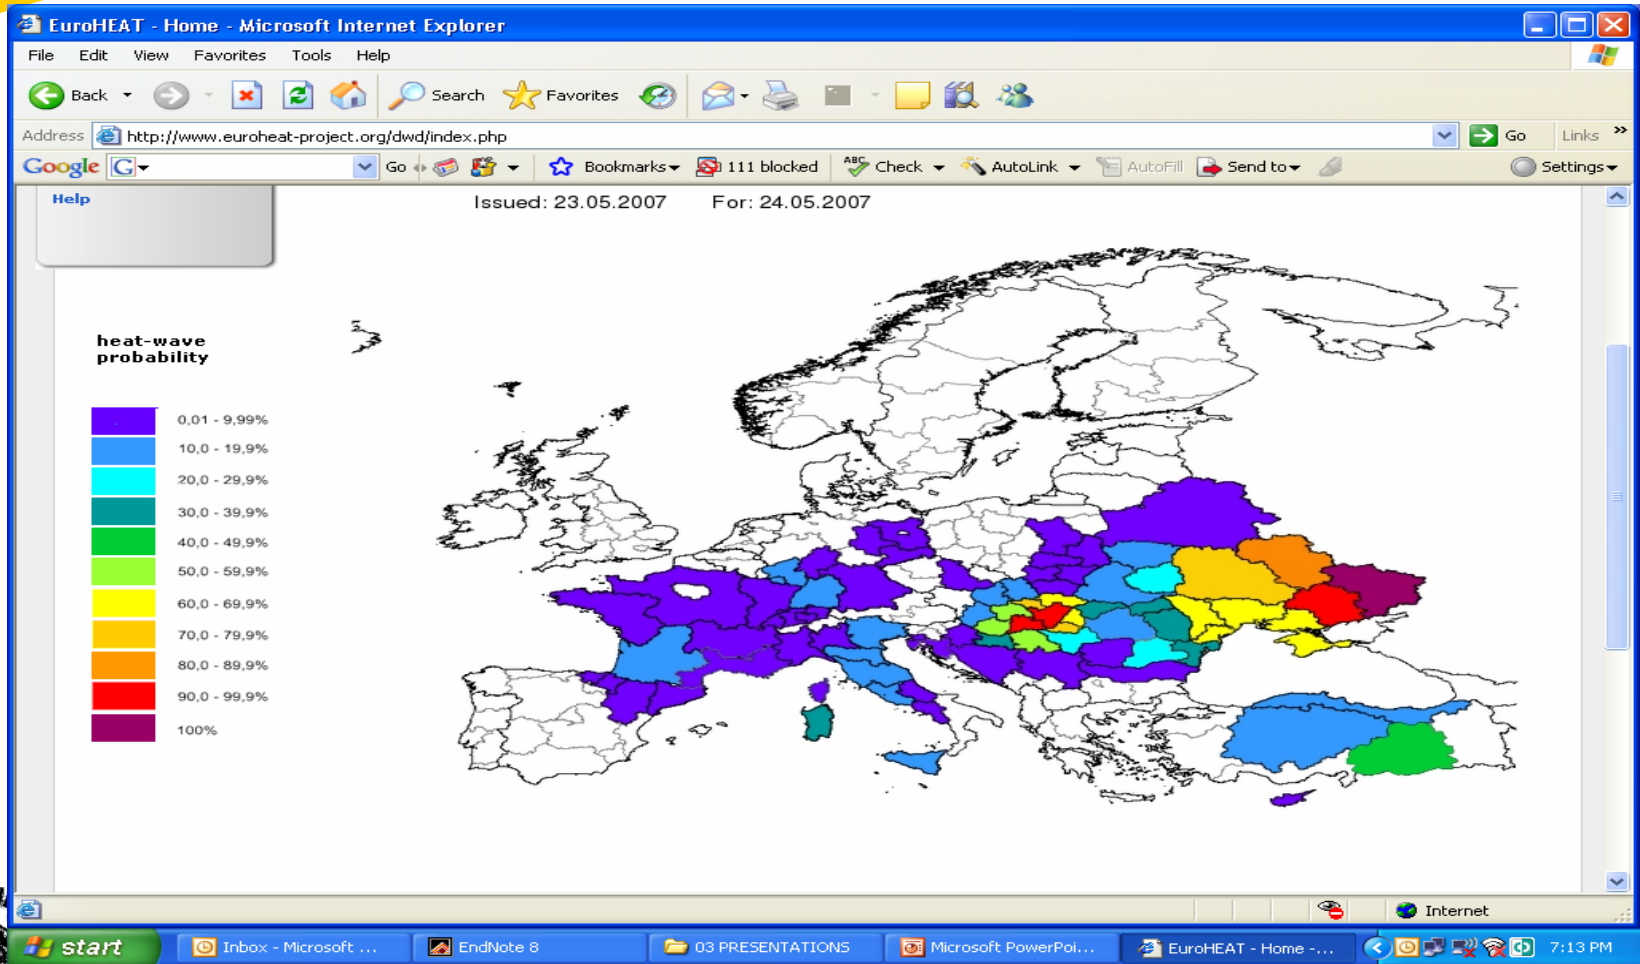 EuroHEAT - Home - Microsoft Internet Explorer
File Edit View Favorites Tools Help
Back Search Favorites
Address http://www.euroheat-project.org/dwd/index.php Go Links »
Google G Go Bookmarks 111 blocked ABC Check AutoLink AutoFill Send to Settings
Help
Issued: 23.05.2007 For: 24.05.2007
heat-wave
probability
0,01 - 9,99%
10,0 - 19,9%
20,0 - 29,9%
30,0 - 39,9%
40,0 - 49,9%
50,0 - 59,9%
60,0 - 69,9%
70,0 - 79,9%
80,0 - 89,9%
90,0 - 99,9%
100%
Internet
start Inbox - Microsoft ... EndNote 8 03 PRESENTATIONS Microsoft PowerPoi... EuroHEAT - Home -... 7:13 PM